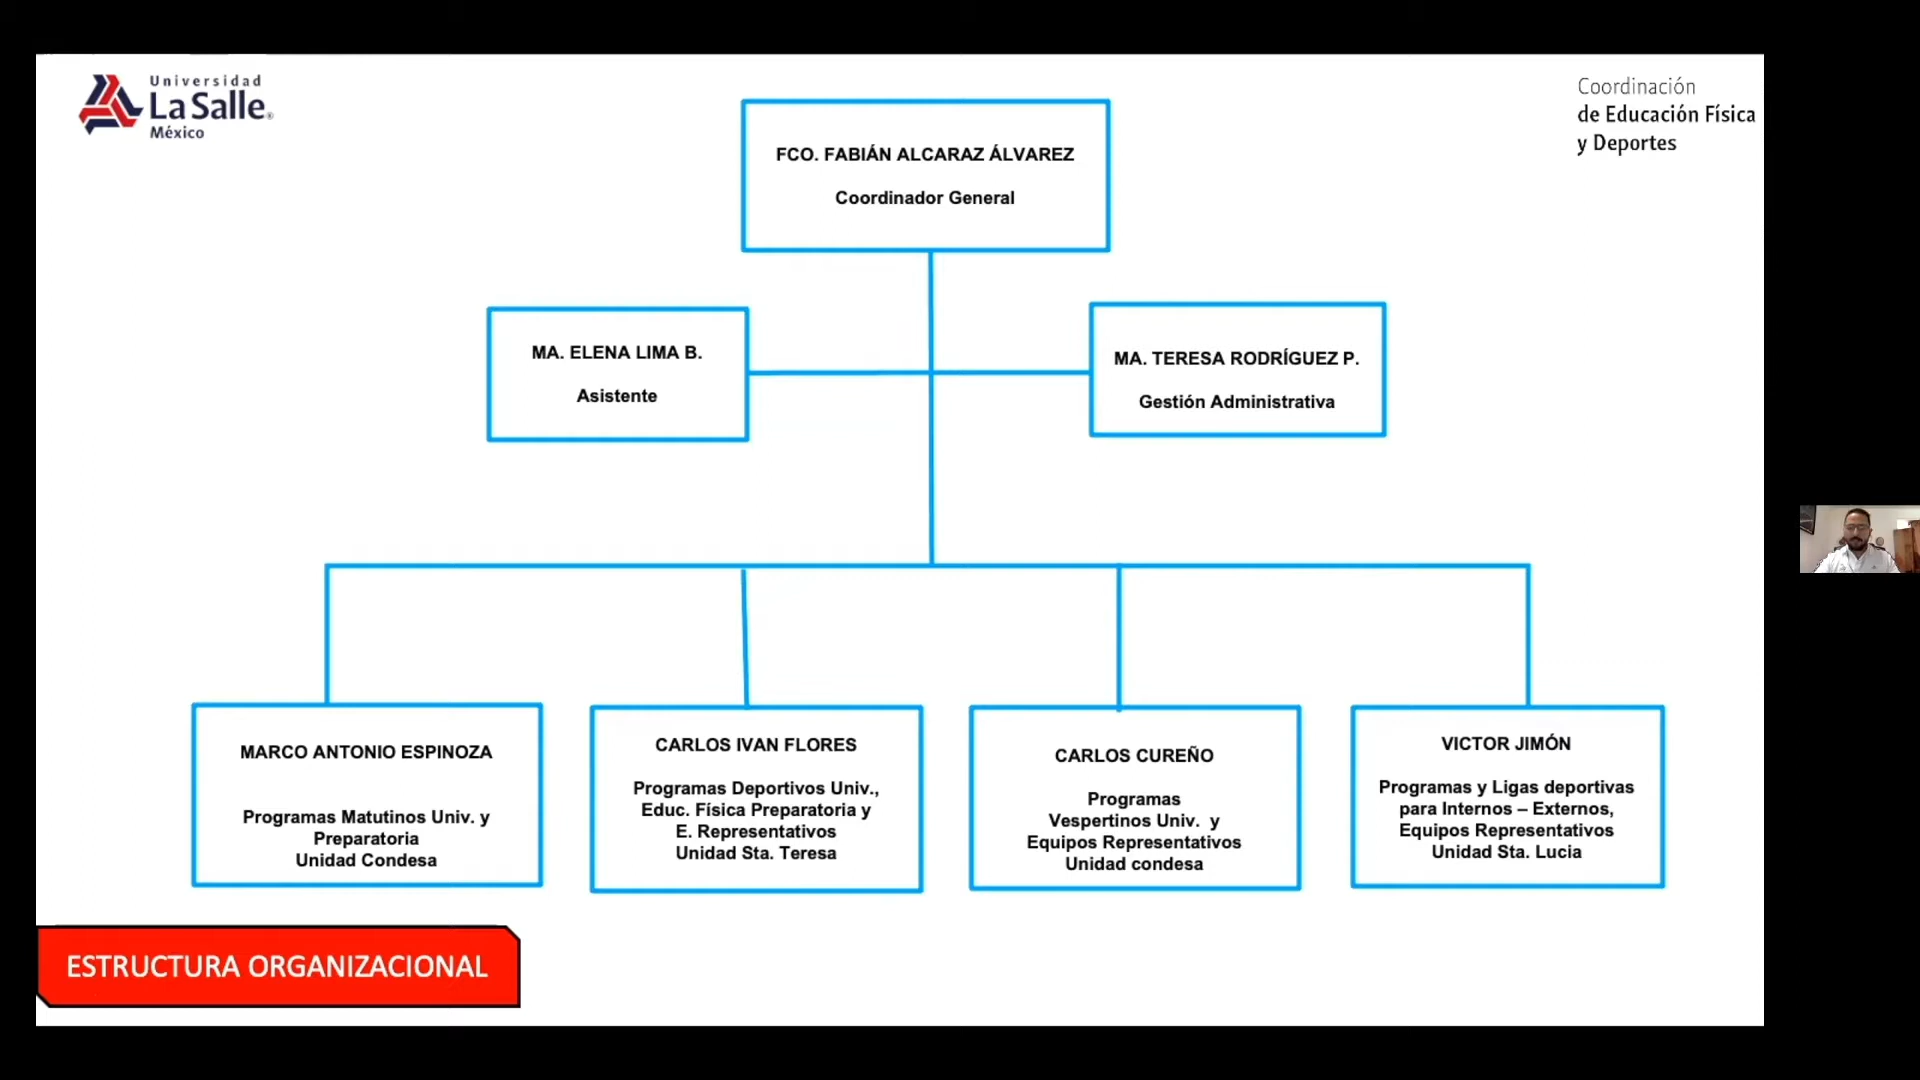 Universidad
La Salle®
México
Coordinación
de Educación Física
y Deportes
FCO. FABIÁN ALCARAZ ÁLVAREZ
Coordinador General
MA. ELENA LIMA B.
Asistente
MA. TERESA RODRÍGUEZ P.
Gestión Administrativa
MARCO ANTONIO ESPINOZA
Programas Matutinos Univ. y
Preparatoria
Unidad Condesa
CARLOS IVAN FLORES
Programas Deportivos Univ.,
Educ. Física Preparatoria y
E. Representativos
Unidad Sta. Teresa
CARLOS CUREÑO
Programas
Vespertinos Univ. y
Equipos Representativos
Unidad condesa
VICTOR JIMÓN
Programas y Ligas deportivas
para Internos – Externos,
Equipos Representativos
Unidad Sta. Lucia
ESTRUCTURA ORGANIZACIONAL